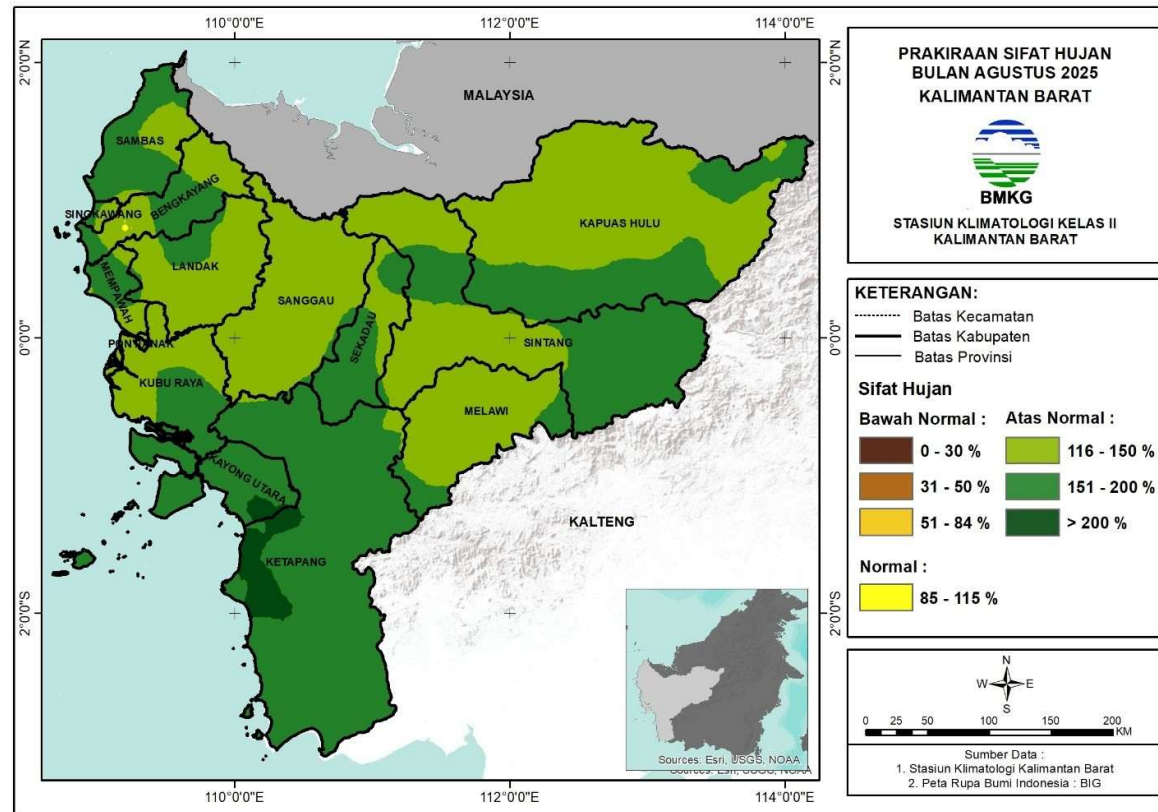 110°0'0"E
112°0'0"E
114°0'0"E
2°0'0"N
0°0'0"
2°0'0"S
2°0'0"N
0°0'0"
2°0'0"S
110°0'0"E
112°0'0"E
114°0'0"E
MALAYSIA
SAMBAS
BENGKAYANG
SINGKAWANG
LANDAK
MEMPAWAH
PONTIANAK
KUBU RAYA
SANGGAU
SEKADAU
KAPUAS HULU
SINTANG
MELAWI
KAYONG UTARA
KETAPANG
KALTENG
Sources: Esri, USGS, NOAA
Sources: Esri, USGS, NOAA
PRAKIRAAN SIFAT HUJAN
BULAN AGUSTUS 2025
KALIMANTAN BARAT
BMKG
STASIUN KLIMATOLOGI KELAS II
KALIMANTAN BARAT
KETERANGAN:
Batas Kecamatan
Batas Kabupaten
Batas Provinsi
Sifat Hujan
Bawah Normal :
0 - 30 %
31 - 50 %
51 - 84 %
Atas Normal :
116 - 150 %
151 - 200 %
> 200 %
Normal :
85 - 115 %
N
W E
S
0 25 50 100 150 200
KM
Sumber Data :
1. Stasiun Klimatologi Kalimantan Barat
2. Peta Rupa Bumi Indonesia : BIG